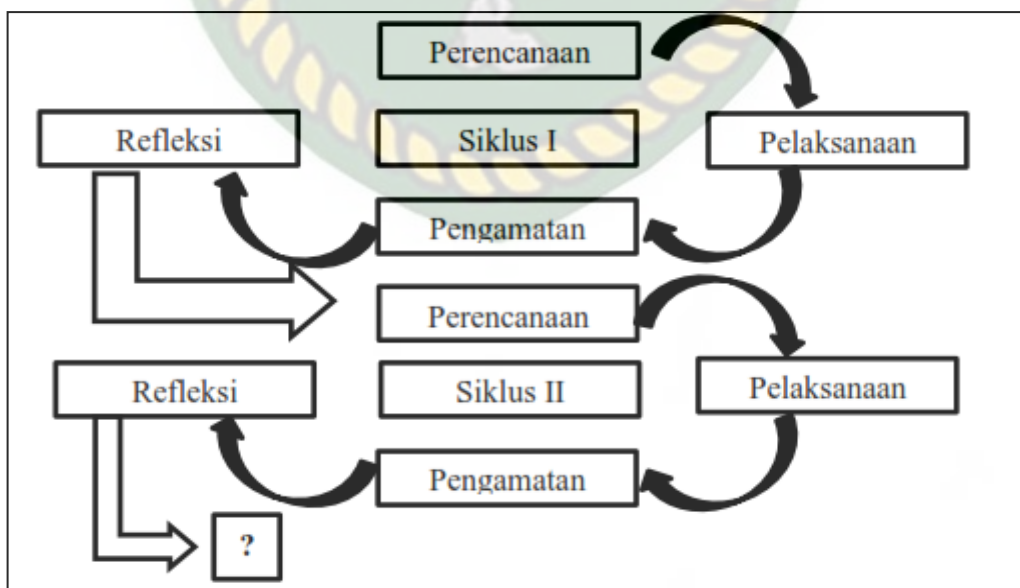 Perencanaan
Refleksi
Siklus I
Pelaksanaan
Pengamatan
Perencanaan
Refleksi
Siklus II
Pelaksanaan
Pengamatan
?